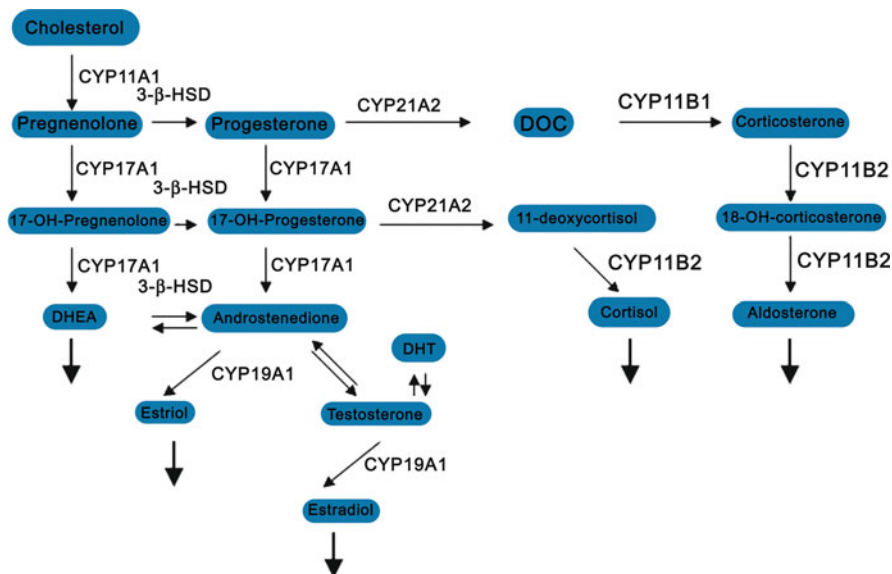 Cholesterol
CYP11A1
3-β-HSD
Pregnenolone
Progesterone
CYP21A2
DOC
CYP11B1
Corticosterone
CYP17A1
3-β-HSD
CYP17A1
CYP11B2
17-OH-Pregnenolone
17-OH-Progesterone
CYP21A2
11-deoxycortisol
18-OH-corticosterone
CYP17A1
3-β-HSD
CYP17A1
CYP11B2
CYP11B2
DHEA
Androstenedione
Cortisol
Aldosterone
DHT
CYP19A1
Estriol
Testosterone
CYP19A1
Estradiol